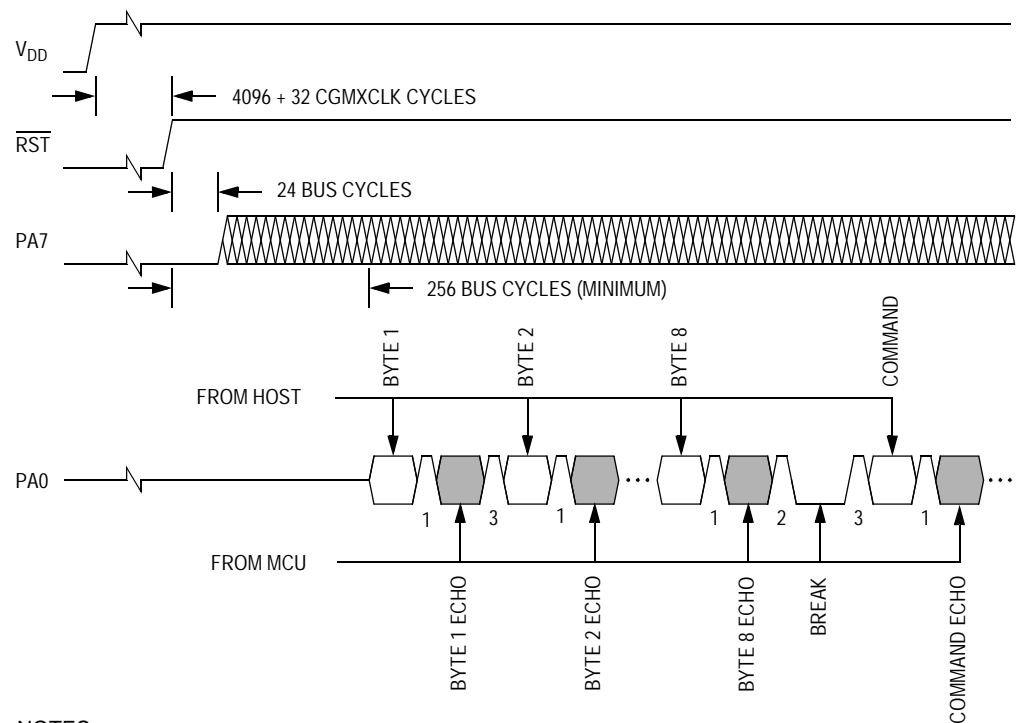 VDD
4096 + 32 CGMXCLK CYCLES
RST
24 BUS CYCLES
PA7
256 BUS CYCLES (MINIMUM)
BYTE 1
BYTE 2
BYTE 8
COMMAND
FROM HOST
PA0
1 3 1 1 2 3 1
FROM MCU
BYTE 1 ECHO
BYTE 2 ECHO
BYTE 8 ECHO
BREAK
COMMAND ECHO